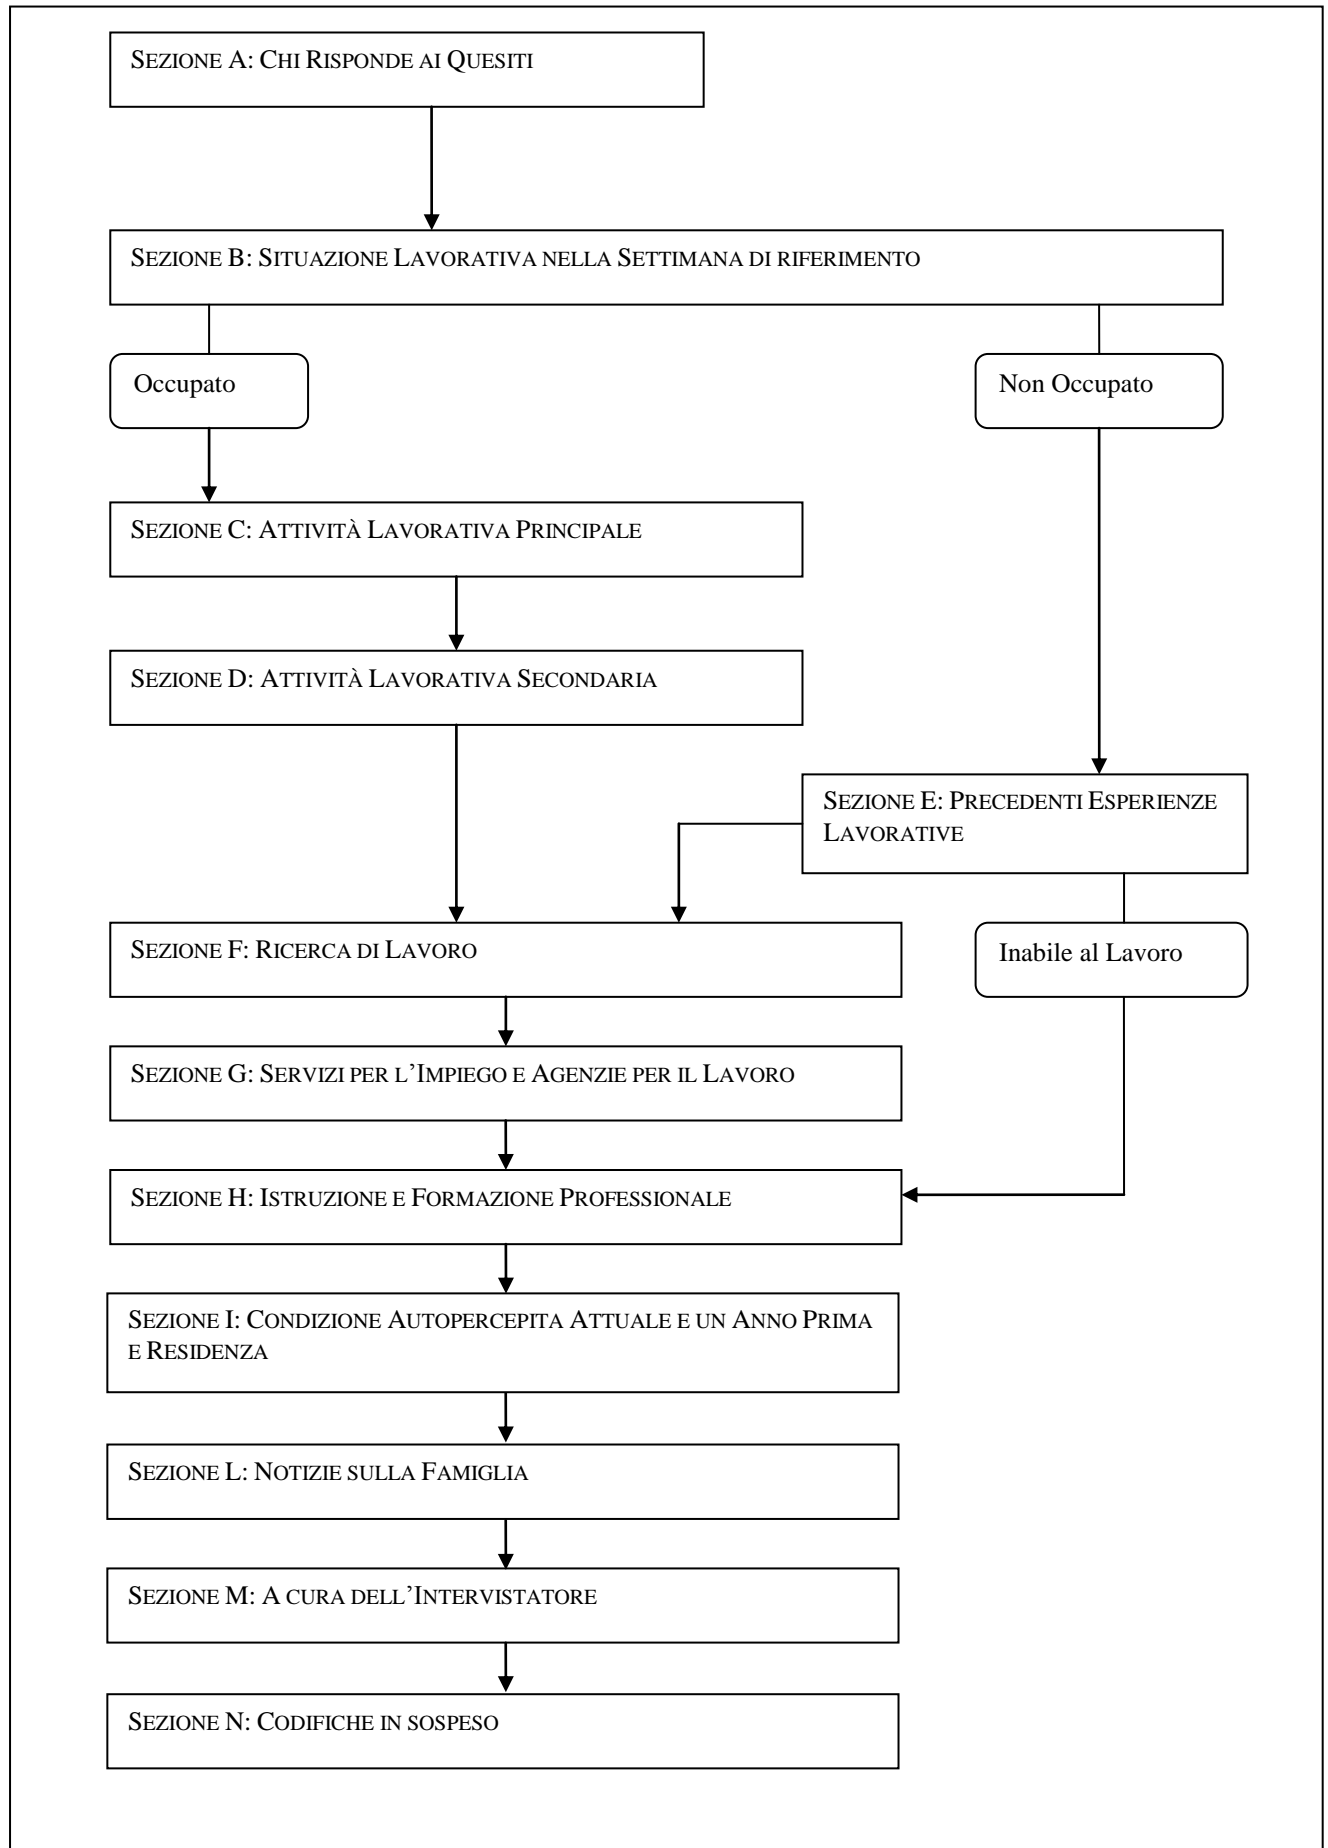 SEZIONE A: CHI RISPONDE AI QUESITI
SEZIONE B: SITUAZIONE LAVORATIVA NELLA SETTIMANA DI RIFERIMENTO
Occupato
Non Occupato
SEZIONE C: ATTIVITÀ LAVORATIVA PRINCIPALE
SEZIONE D: ATTIVITÀ LAVORATIVA SECONDARIA
SEZIONE E: PRECEDENTI ESPERIENZE
LAVORATIVE
SEZIONE F: RICERCA DI LAVORO
Inabile al Lavoro
SEZIONE G: SERVIZI PER L’IMPIEGO E AGENZIE PER IL LAVORO
SEZIONE H: ISTRUZIONE E FORMAZIONE PROFESSIONALE
SEZIONE I: CONDIZIONE AUTOPERCEPITA ATTUALE E UN ANNO PRIMA
E RESIDENZA
SEZIONE L: NOTIZIE SULLA FAMIGLIA
SEZIONE M: A CURA DELL’INTERVISTATORE
SEZIONE N: CODIFICHE IN SOSPESO